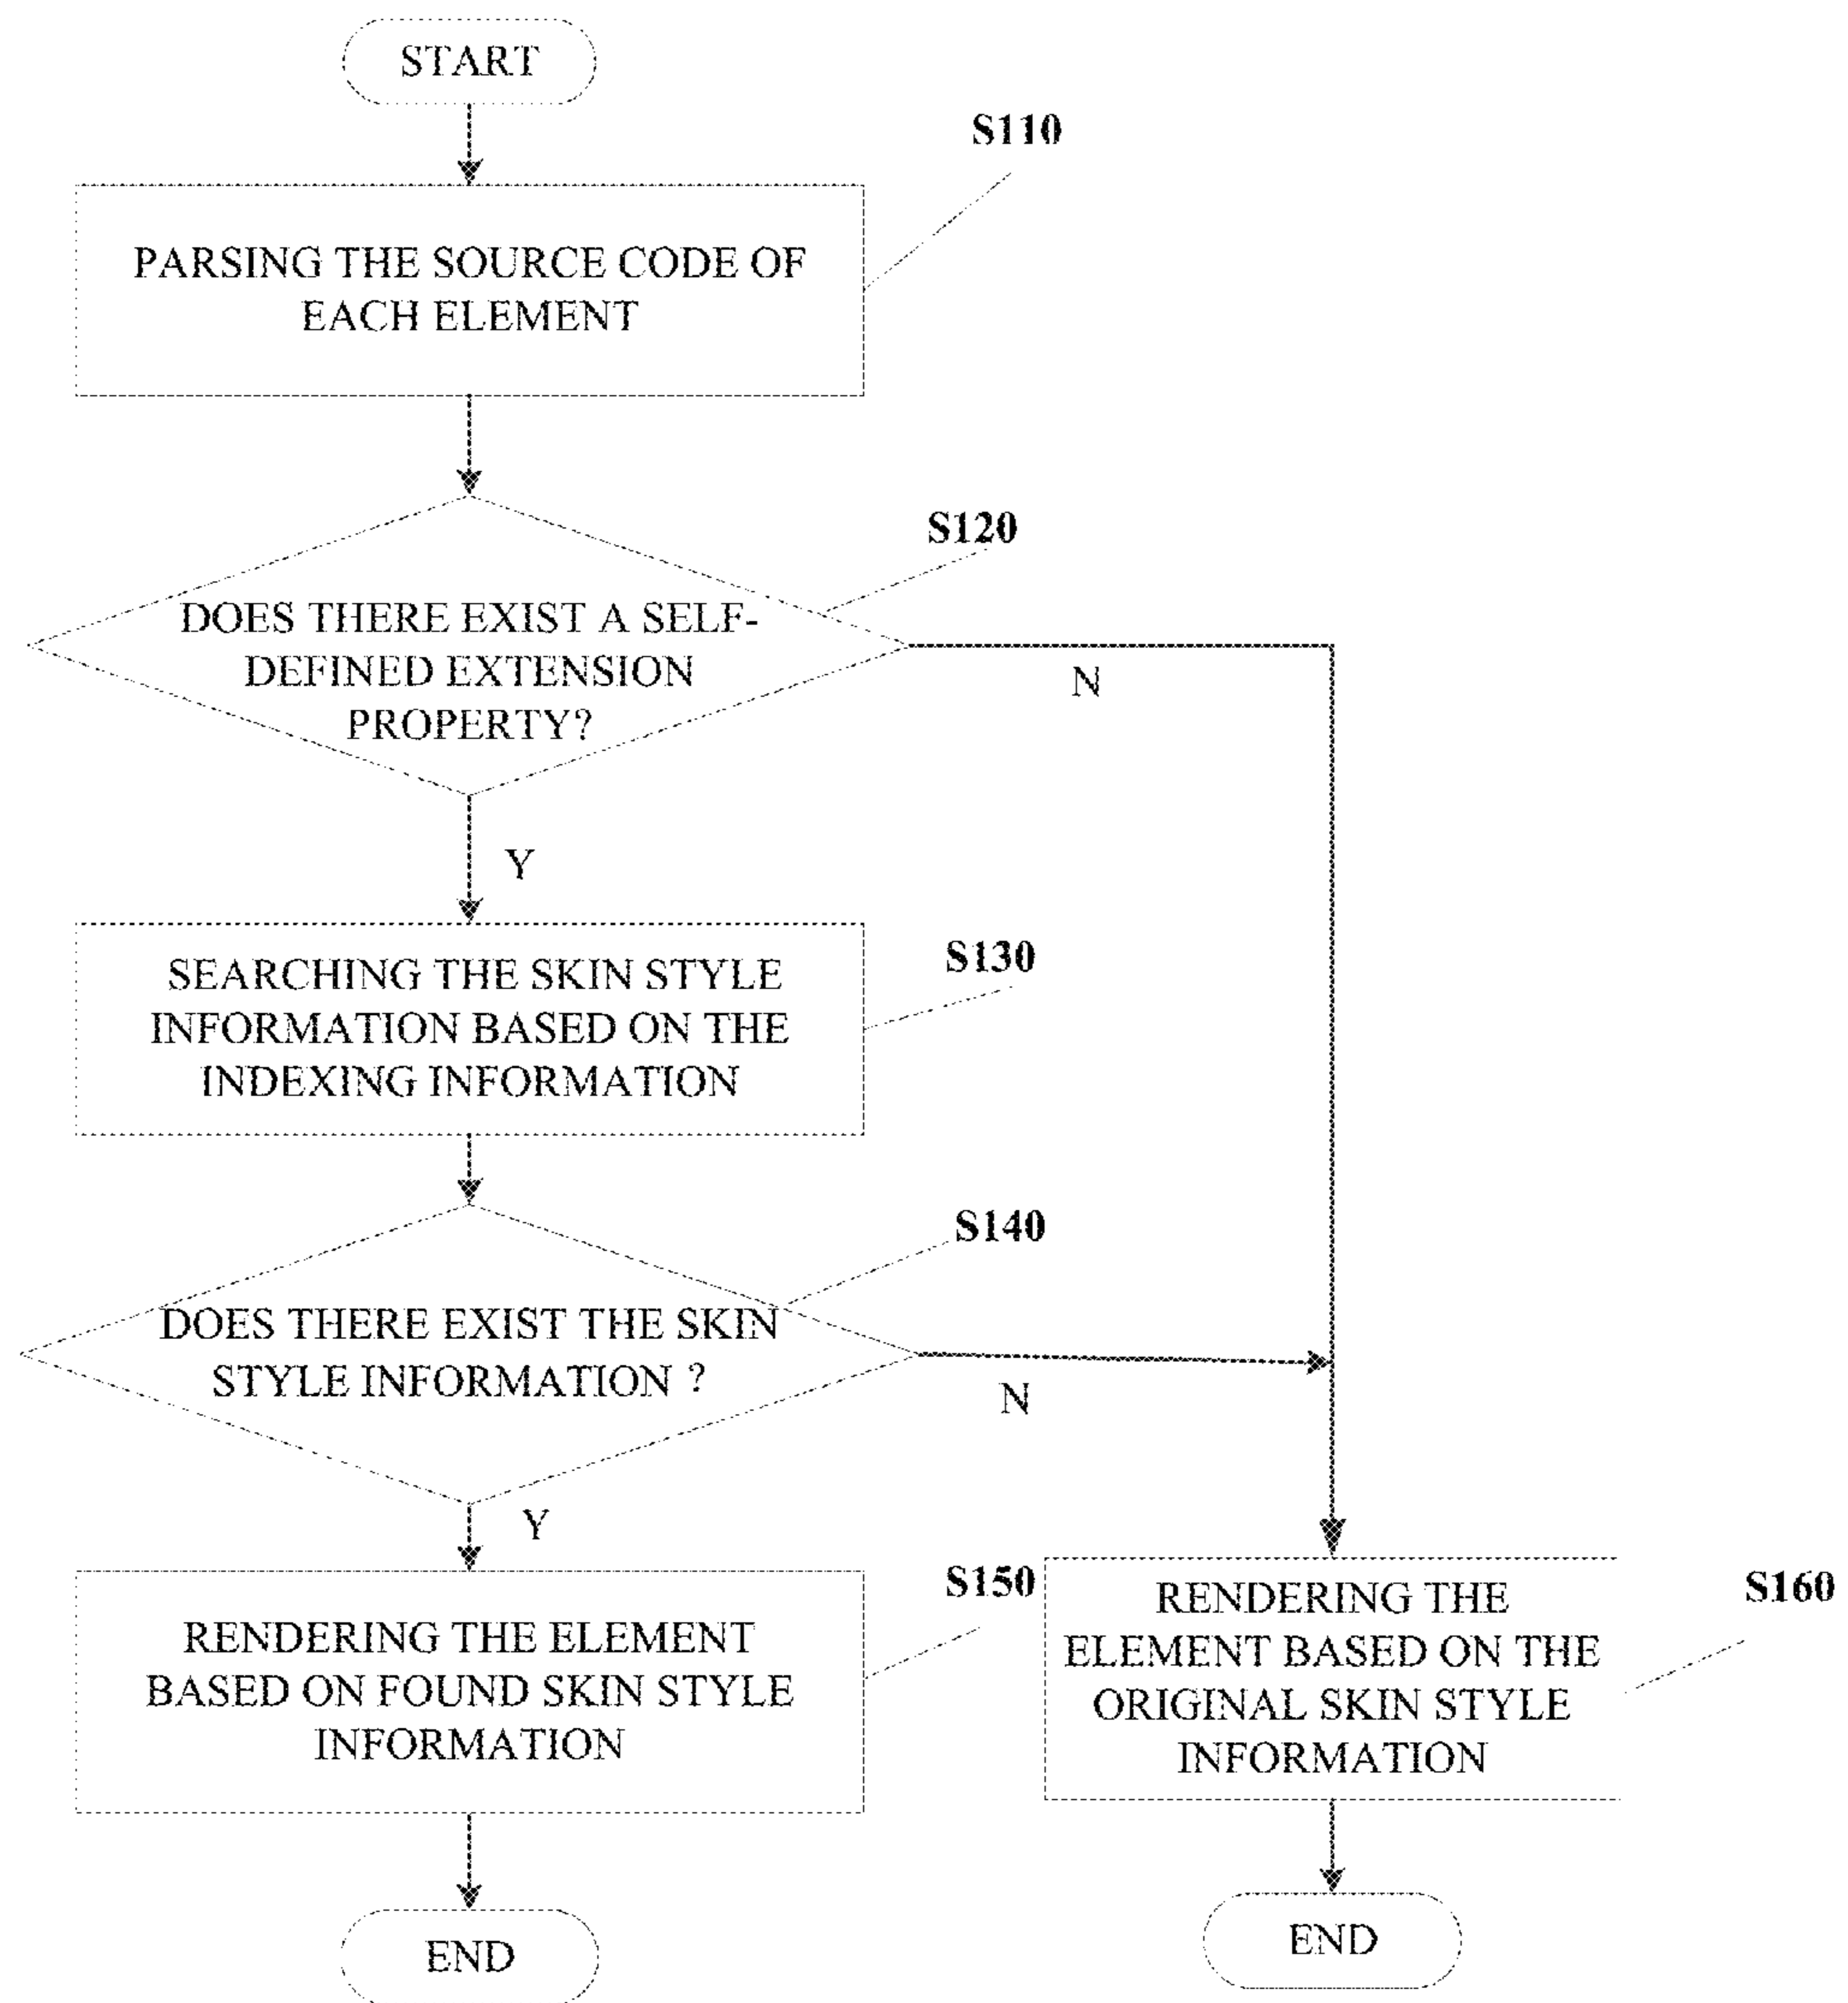 START
S110
PARSING THE SOURCE CODE OF
EACH ELEMENT
S120
DOES THERE EXIST A SELF-
DEFINED EXTENSION
PROPERTY?
N
Y
S130
SEARCHING THE SKIN STYLE
INFORMATION BASED ON THE
INDEXING INFORMATION
S140
DOES THERE EXIST THE SKIN
STYLE INFORMATION ?
N
Y
S150
RENDERING THE ELEMENT
BASED ON FOUND SKIN STYLE
INFORMATION
S160
RENDERING THE
ELEMENT BASED ON THE
ORIGINAL SKIN STYLE
INFORMATION
END
END